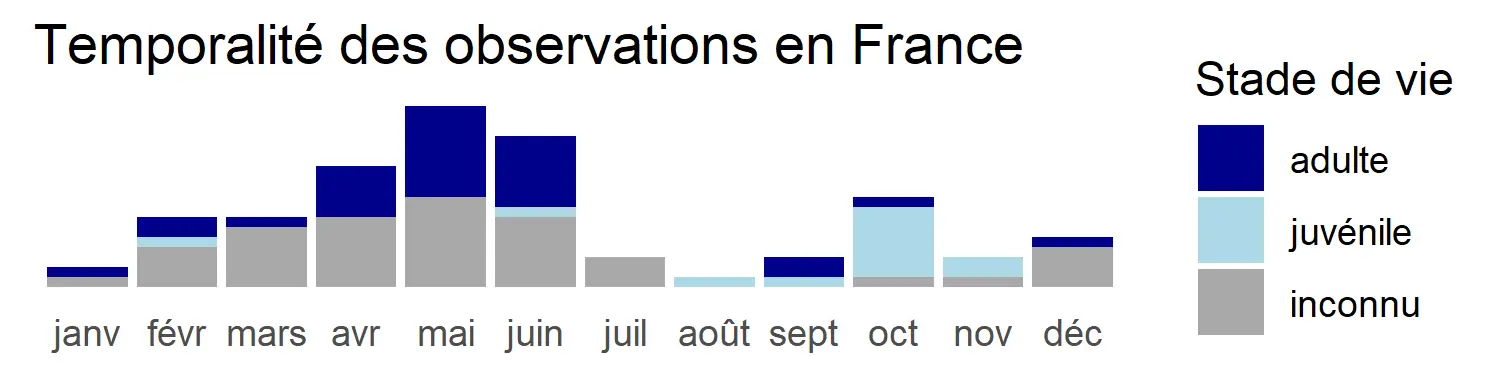 Temporalité des observations en France
Stade de vie
adulte
juvénile
inconnu
janv févr mars avr mai juin juil août sept oct nov déc